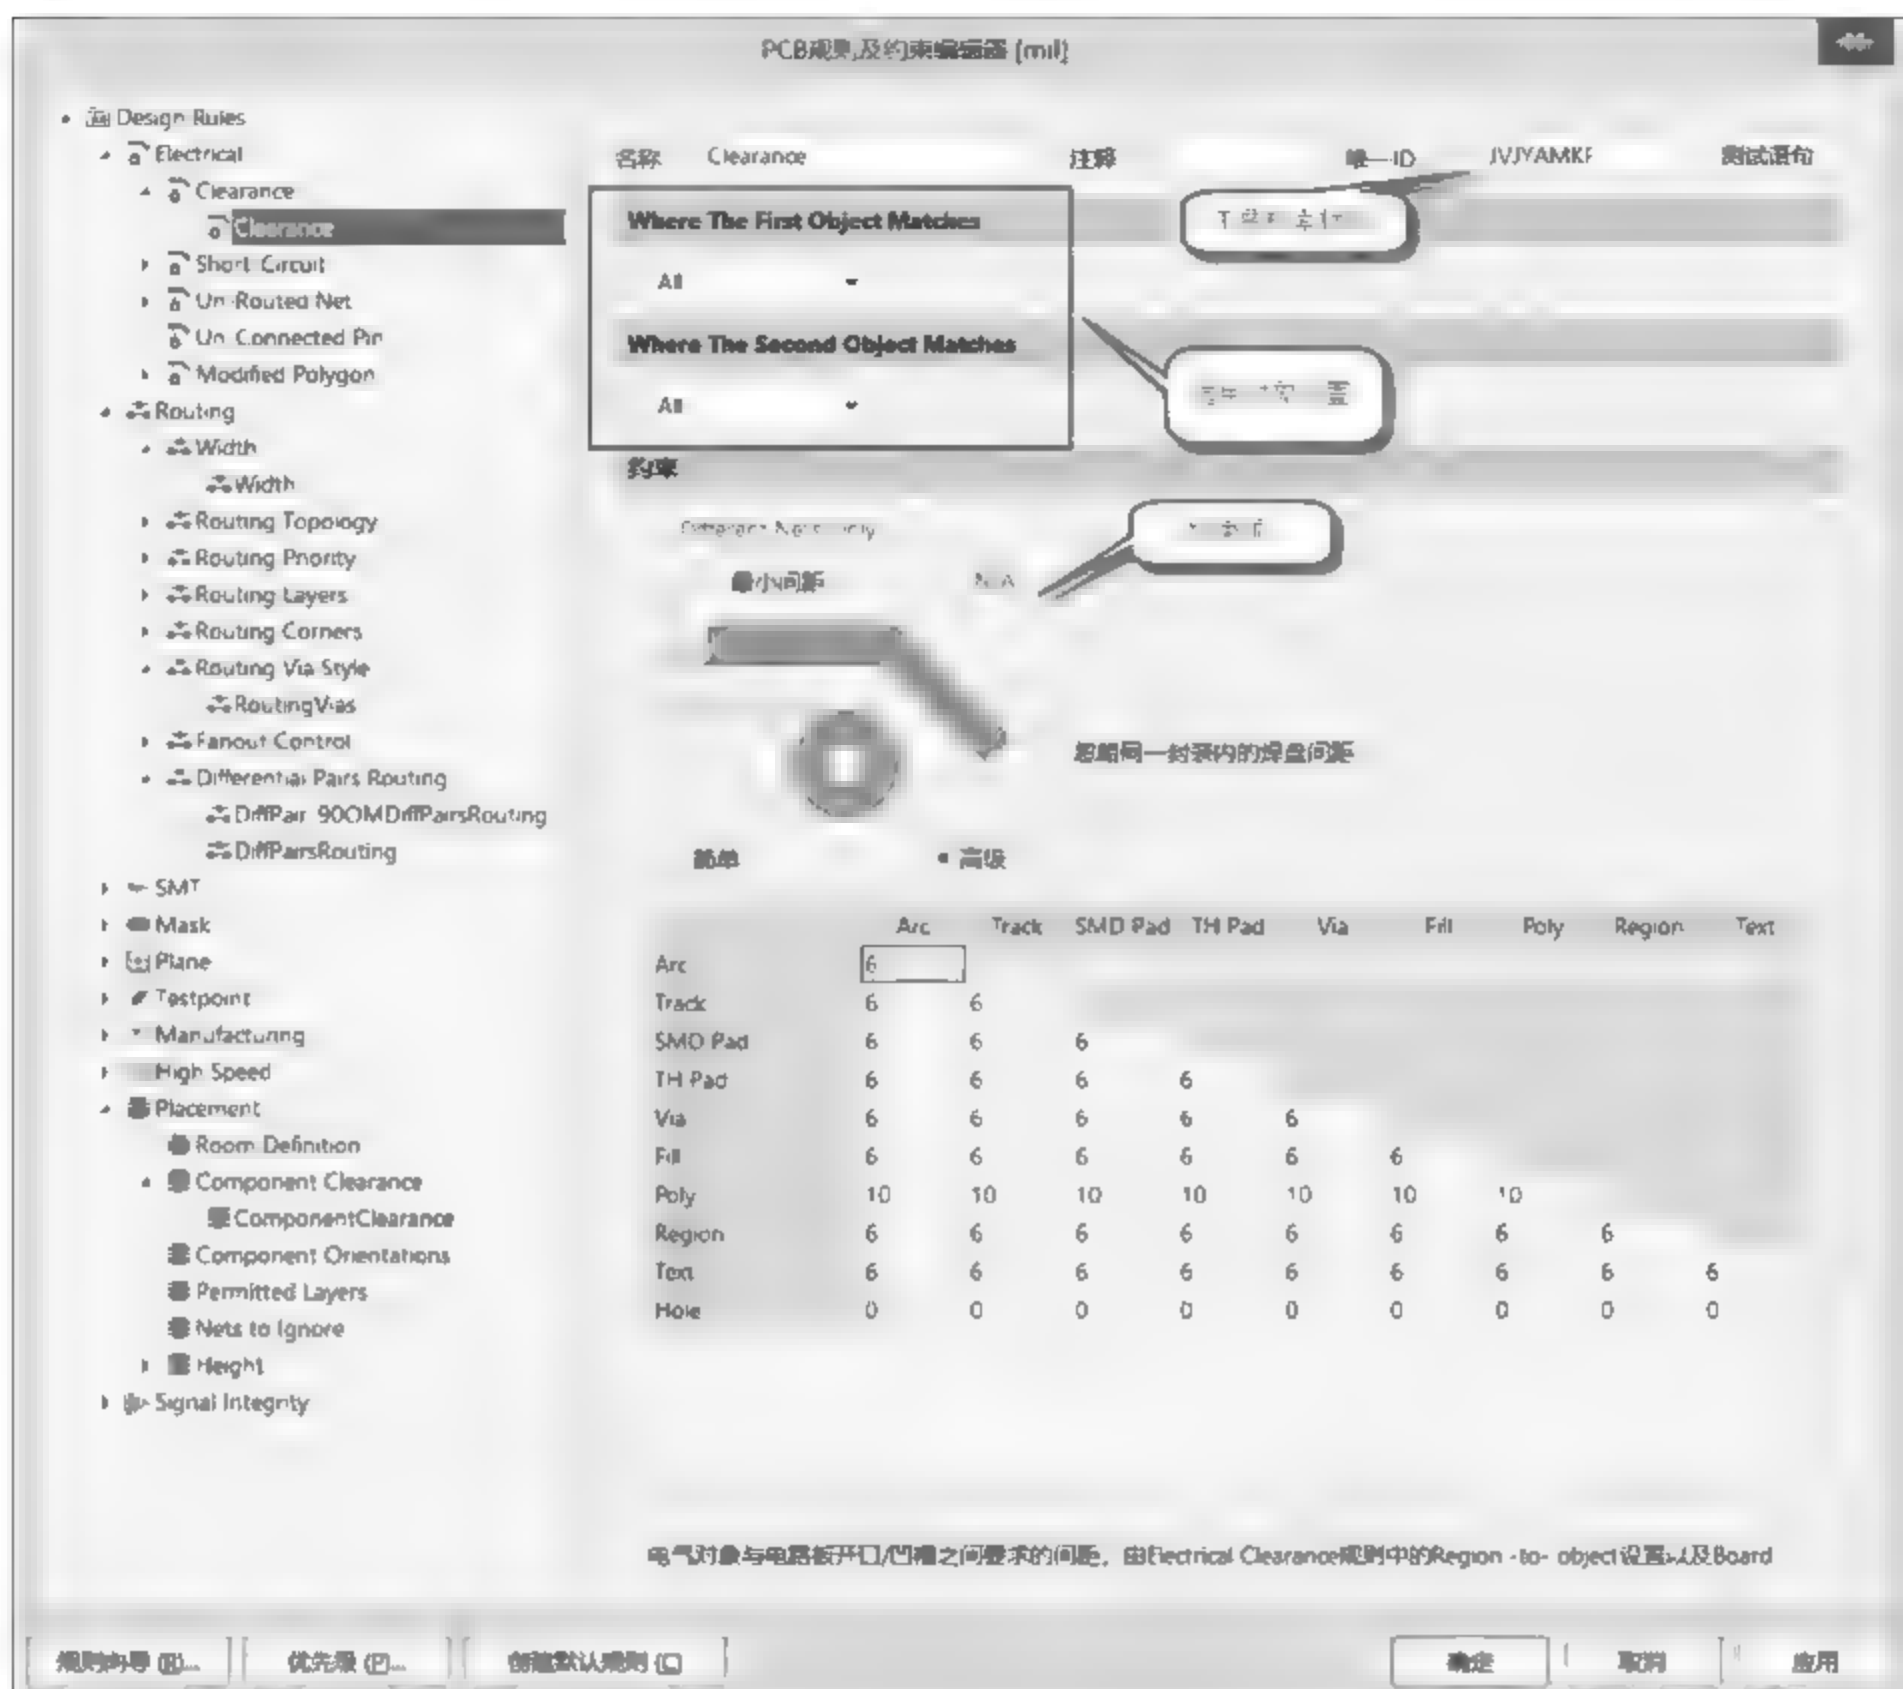 PCB规则及约束编辑器 [mil]
Design Rules
Electrical
Clearance
Clearance
Short Circuit
Un-Routed Net
Un-Connected Pin
Modified Polygon
Routing
Width
Width
Routing Topology
Routing Priority
Routing Layers
Routing Corners
Routing Via Style
RoutingVias
Fanout Control
Differential Pairs Routing
DiffPair_90OMDiffPairsRouting
DiffPairsRouting
SMT
Mask
Plane
Testpoint
Manufacturing
High Speed
Placement
Room Definition
Component Clearance
ComponentClearance
Component Orientations
Permitted Layers
Nets to Ignore
Height
Signal Integrity
名称 Clearance 注释 唯一ID JVJYAMKF 测试语句
Where The First Object Matches
All
Where The Second Object Matches
All
约束
Different Nets Only
最小间距 N/A
忽略同一封装内的焊盘间距
简单 高级
Arc Track SMD Pad TH Pad Via Fill Poly Region Text
Arc 6
Track 6 6
SMD Pad 6 6 6
TH Pad 6 6 6 6
Via 6 6 6 6 6
Fill 6 6 6 6 6 6
Poly 10 10 10 10 10 10 10
Region 6 6 6 6 6 6 6 6
Text 6 6 6 6 6 6 6 6 6
Hole 0 0 0 0 0 0 0 0 0
电气对象与电路板开口/凹槽之间要求的间距，由Electrical Clearance规则中的Region -to- object设置以及Board
规则向导 (R)... 优先级 (P)... 创建默认规则 (C) 确定 取消 应用